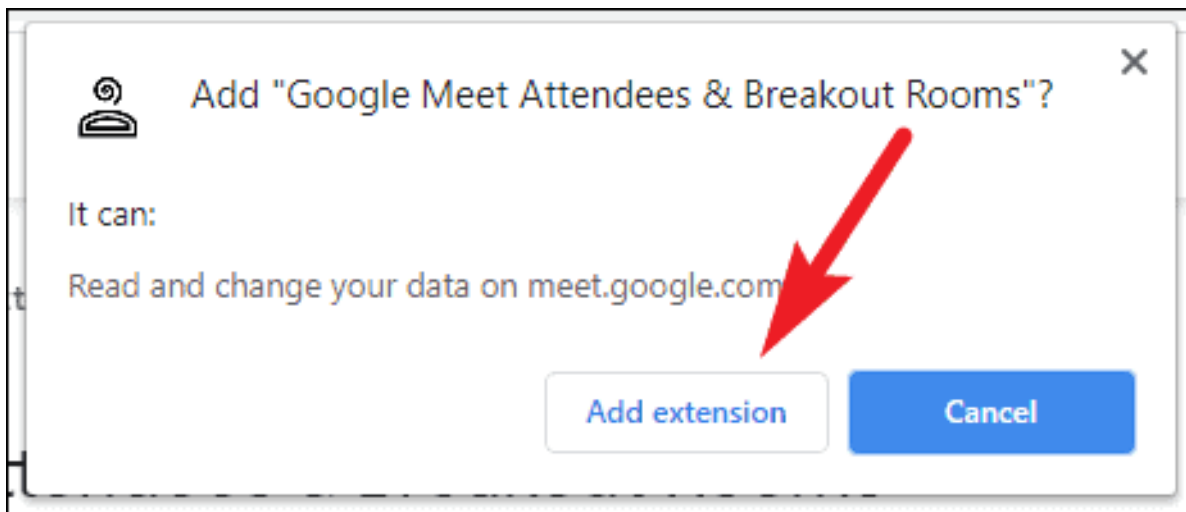 Add "Google Meet Attendees & Breakout Rooms"?
It can:
Read and change your data on meet.google.com
Add extension
Cancel